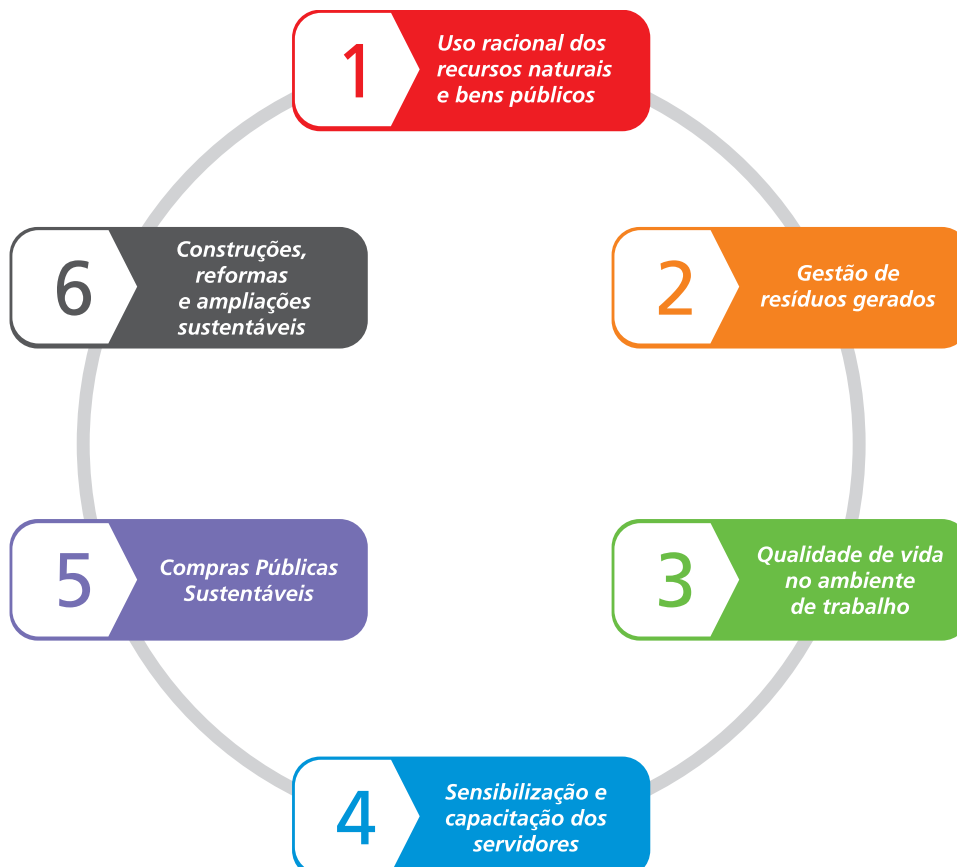 1
Uso racional dos
recursos naturais
e bens públicos
2
Gestão de
resíduos gerados
3
Qualidade de vida
no ambiente
de trabalho
4
Sensibilização e
capacitação dos
servidores
5
Compras Públicas
Sustentáveis
6
Construções,
reformas
e ampliações
sustentáveis